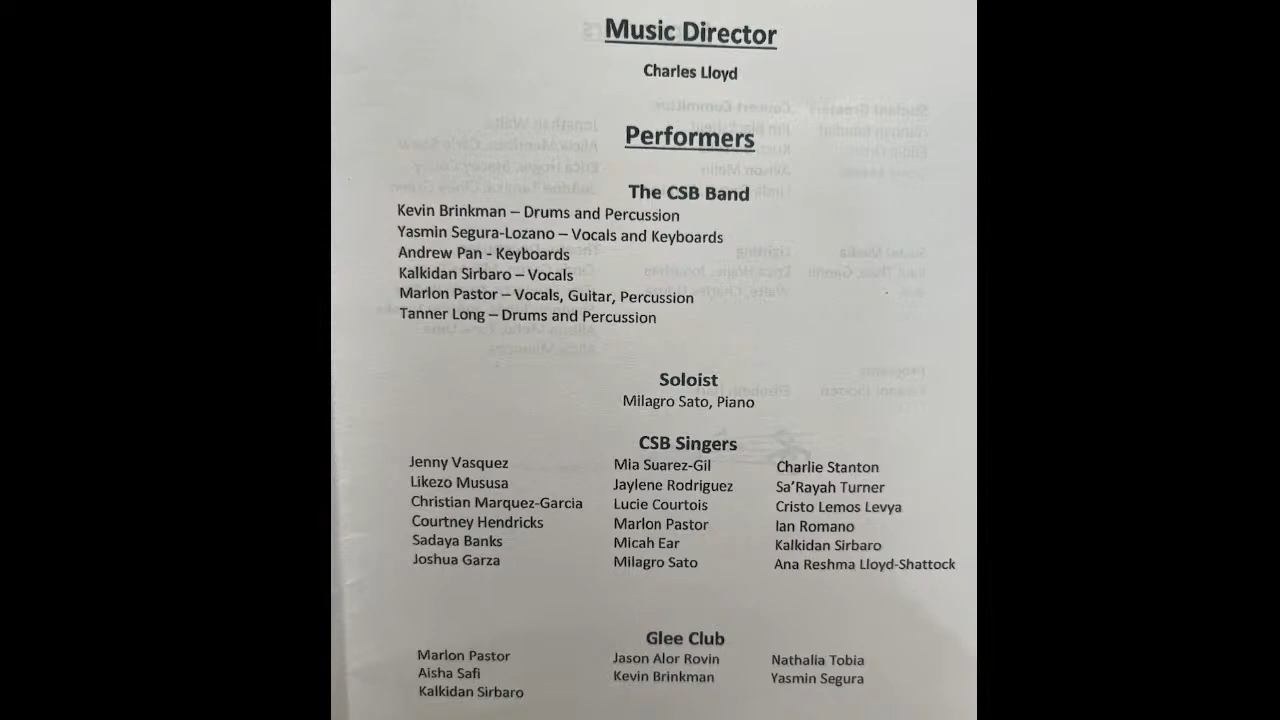 Music Director
Charles Lloyd
Performers
The CSB Band
Kevin Brinkman – Drums and Percussion
Yasmin Segura-Lozano – Vocals and Keyboards
Andrew Pan - Keyboards
Kalkidan Sirbaro – Vocals
Marlon Pastor – Vocals, Guitar, Percussion
Tanner Long – Drums and Percussion
Soloist
Milagro Sato, Piano
CSB Singers
Jenny Vasquez Mia Suarez-Gil Charlie Stanton
Likezo Mususa Jaylene Rodriguez Sa’Rayah Turner
Christian Marquez-Garcia Lucie Courtois Cristo Lemos Levya
Courtney Hendricks Marlon Pastor Ian Romano
Sadaya Banks Micah Ear Kalkidan Sirbaro
Joshua Garza Milagro Sato Ana Reshma Lloyd-Shattock
Glee Club
Marlon Pastor Jason Alor Rovin Nathalia Tobia
Aisha Safi Kevin Brinkman Yasmin Segura
Kalkidan Sirbaro